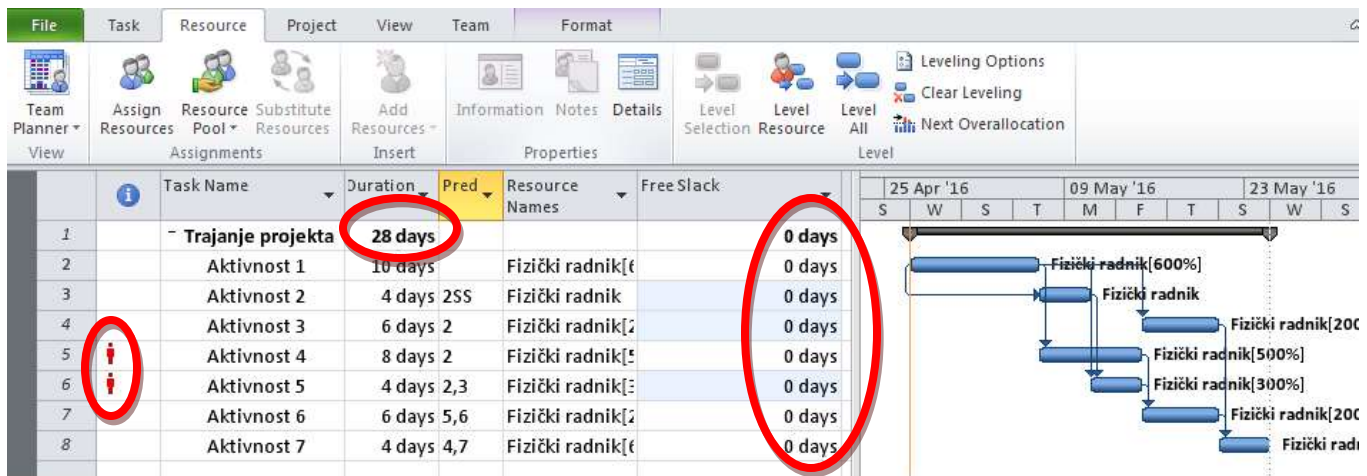 File Task Resource Project View Team Format
Team Planner
Assign Resources
Resource Pool
Substitute Resources
Add Resources
Information
Notes
Details
Level Selection
Level Resource
Level All
Leveling Options
Clear Leveling
Next Overallocation
View Assignments Insert Properties Level
Task Name Duration Pred Resource Names Free Slack
25 Apr '16 09 May '16 23 May '16
S W S T M F T S W S
1 Trajanje projekta 28 days 0 days
2 Aktivnost 1 10 days Fizički radnik[6 0 days Fizički radnik[600%]
3 Aktivnost 2 4 days 2SS Fizički radnik 0 days Fizički radnik
4 Aktivnost 3 6 days 2 Fizički radnik[2 0 days Fizički radnik[200
5 Aktivnost 4 8 days 2 Fizički radnik[5 0 days Fizički radnik[500%]
6 Aktivnost 5 4 days 2,3 Fizički radnik[3 0 days Fizički radnik[300%]
7 Aktivnost 6 6 days 5,6 Fizički radnik[2 0 days Fizički radnik[200
8 Aktivnost 7 4 days 4,7 Fizički radnik[6 0 days Fizički